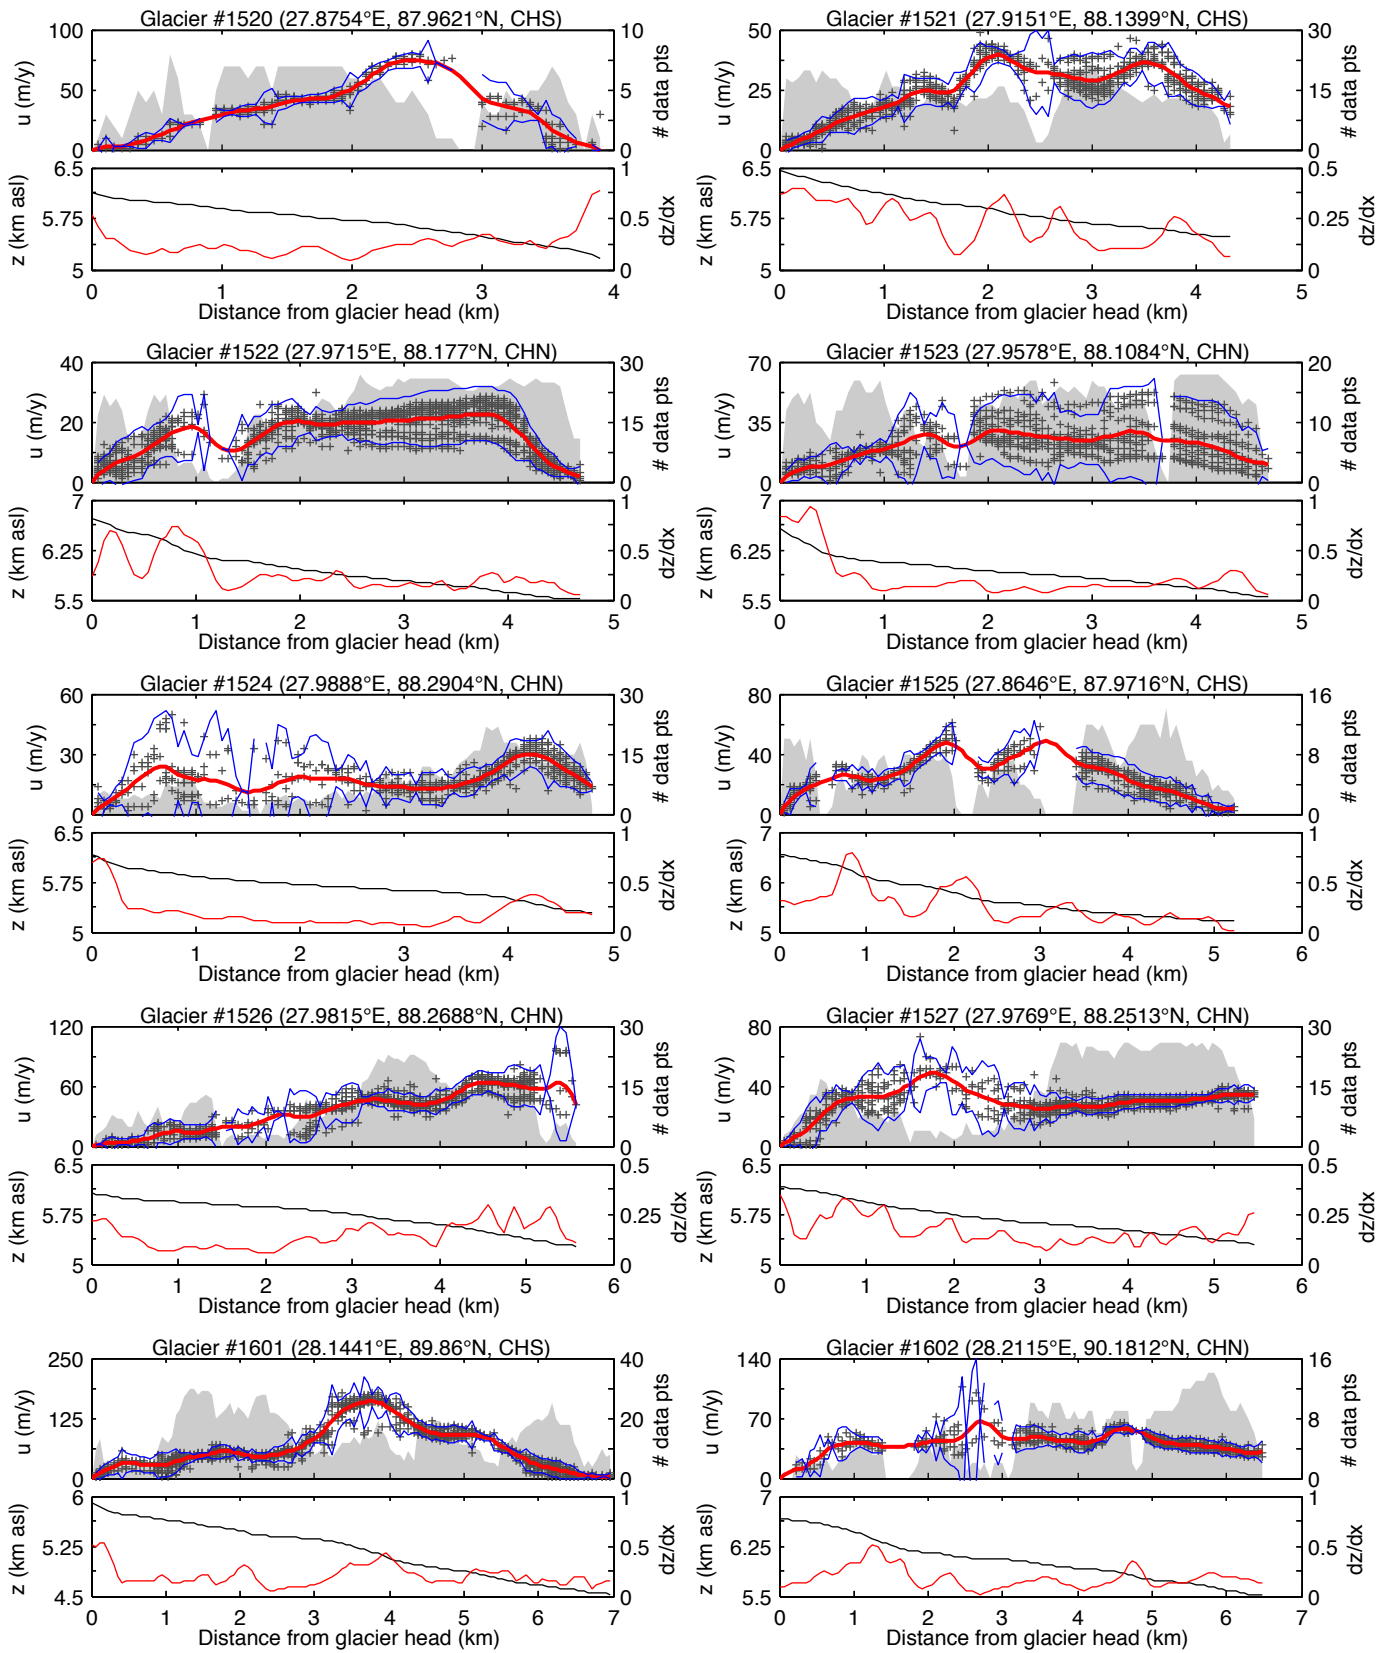 Glacier #1520 (27.8754°E, 87.9621°N, CHS)
100
50
0
u (m/y)
10
5
0
# data pts
6.5
5.75
5
z (km asl)
1
0.5
0
dz/dx
0 1 2 3 4
Distance from glacier head (km)
Glacier #1521 (27.9151°E, 88.1399°N, CHS)
50
25
0
u (m/y)
30
15
0
# data pts
6.5
5.75
5
z (km asl)
0.5
0.25
0
dz/dx
0 1 2 3 4 5
Distance from glacier head (km)
Glacier #1522 (27.9715°E, 88.177°N, CHN)
40
20
0
u (m/y)
30
15
0
# data pts
7
6.25
5.5
z (km asl)
1
0.5
0
dz/dx
0 1 2 3 4 5
Distance from glacier head (km)
Glacier #1523 (27.9578°E, 88.1084°N, CHN)
70
35
0
u (m/y)
20
10
0
# data pts
7
6.25
5.5
z (km asl)
1
0.5
0
dz/dx
0 1 2 3 4 5
Distance from glacier head (km)
Glacier #1524 (27.9888°E, 88.2904°N, CHN)
60
30
0
u (m/y)
30
15
0
# data pts
6.5
5.75
5
z (km asl)
1
0.5
0
dz/dx
0 1 2 3 4 5
Distance from glacier head (km)
Glacier #1525 (27.8646°E, 87.9716°N, CHS)
80
40
0
u (m/y)
16
8
0
# data pts
7
6
5
z (km asl)
1
0.5
0
dz/dx
0 1 2 3 4 5 6
Distance from glacier head (km)
Glacier #1526 (27.9815°E, 88.2688°N, CHN)
120
60
0
u (m/y)
30
15
0
# data pts
6.5
5.75
5
z (km asl)
0.5
0.25
0
dz/dx
0 1 2 3 4 5 6
Distance from glacier head (km)
Glacier #1527 (27.9769°E, 88.2513°N, CHN)
80
40
0
u (m/y)
30
15
0
# data pts
6.5
5.75
5
z (km asl)
0.5
0.25
0
dz/dx
0 1 2 3 4 5 6
Distance from glacier head (km)
Glacier #1601 (28.1441°E, 89.86°N, CHS)
250
125
0
u (m/y)
40
20
0
# data pts
6
5.25
4.5
z (km asl)
1
0.5
0
dz/dx
0 1 2 3 4 5 6 7
Distance from glacier head (km)
Glacier #1602 (28.2115°E, 90.1812°N, CHN)
140
70
0
u (m/y)
16
8
0
# data pts
7
6.25
5.5
z (km asl)
1
0.5
0
dz/dx
0 1 2 3 4 5 6 7
Distance from glacier head (km)